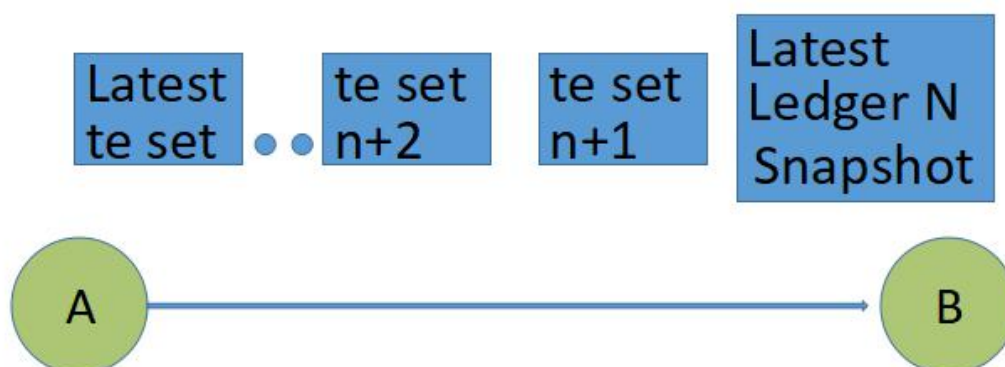 Latest
te set
te set
n+2
te set
n+1
Latest
Ledger N
Snapshot
A
B